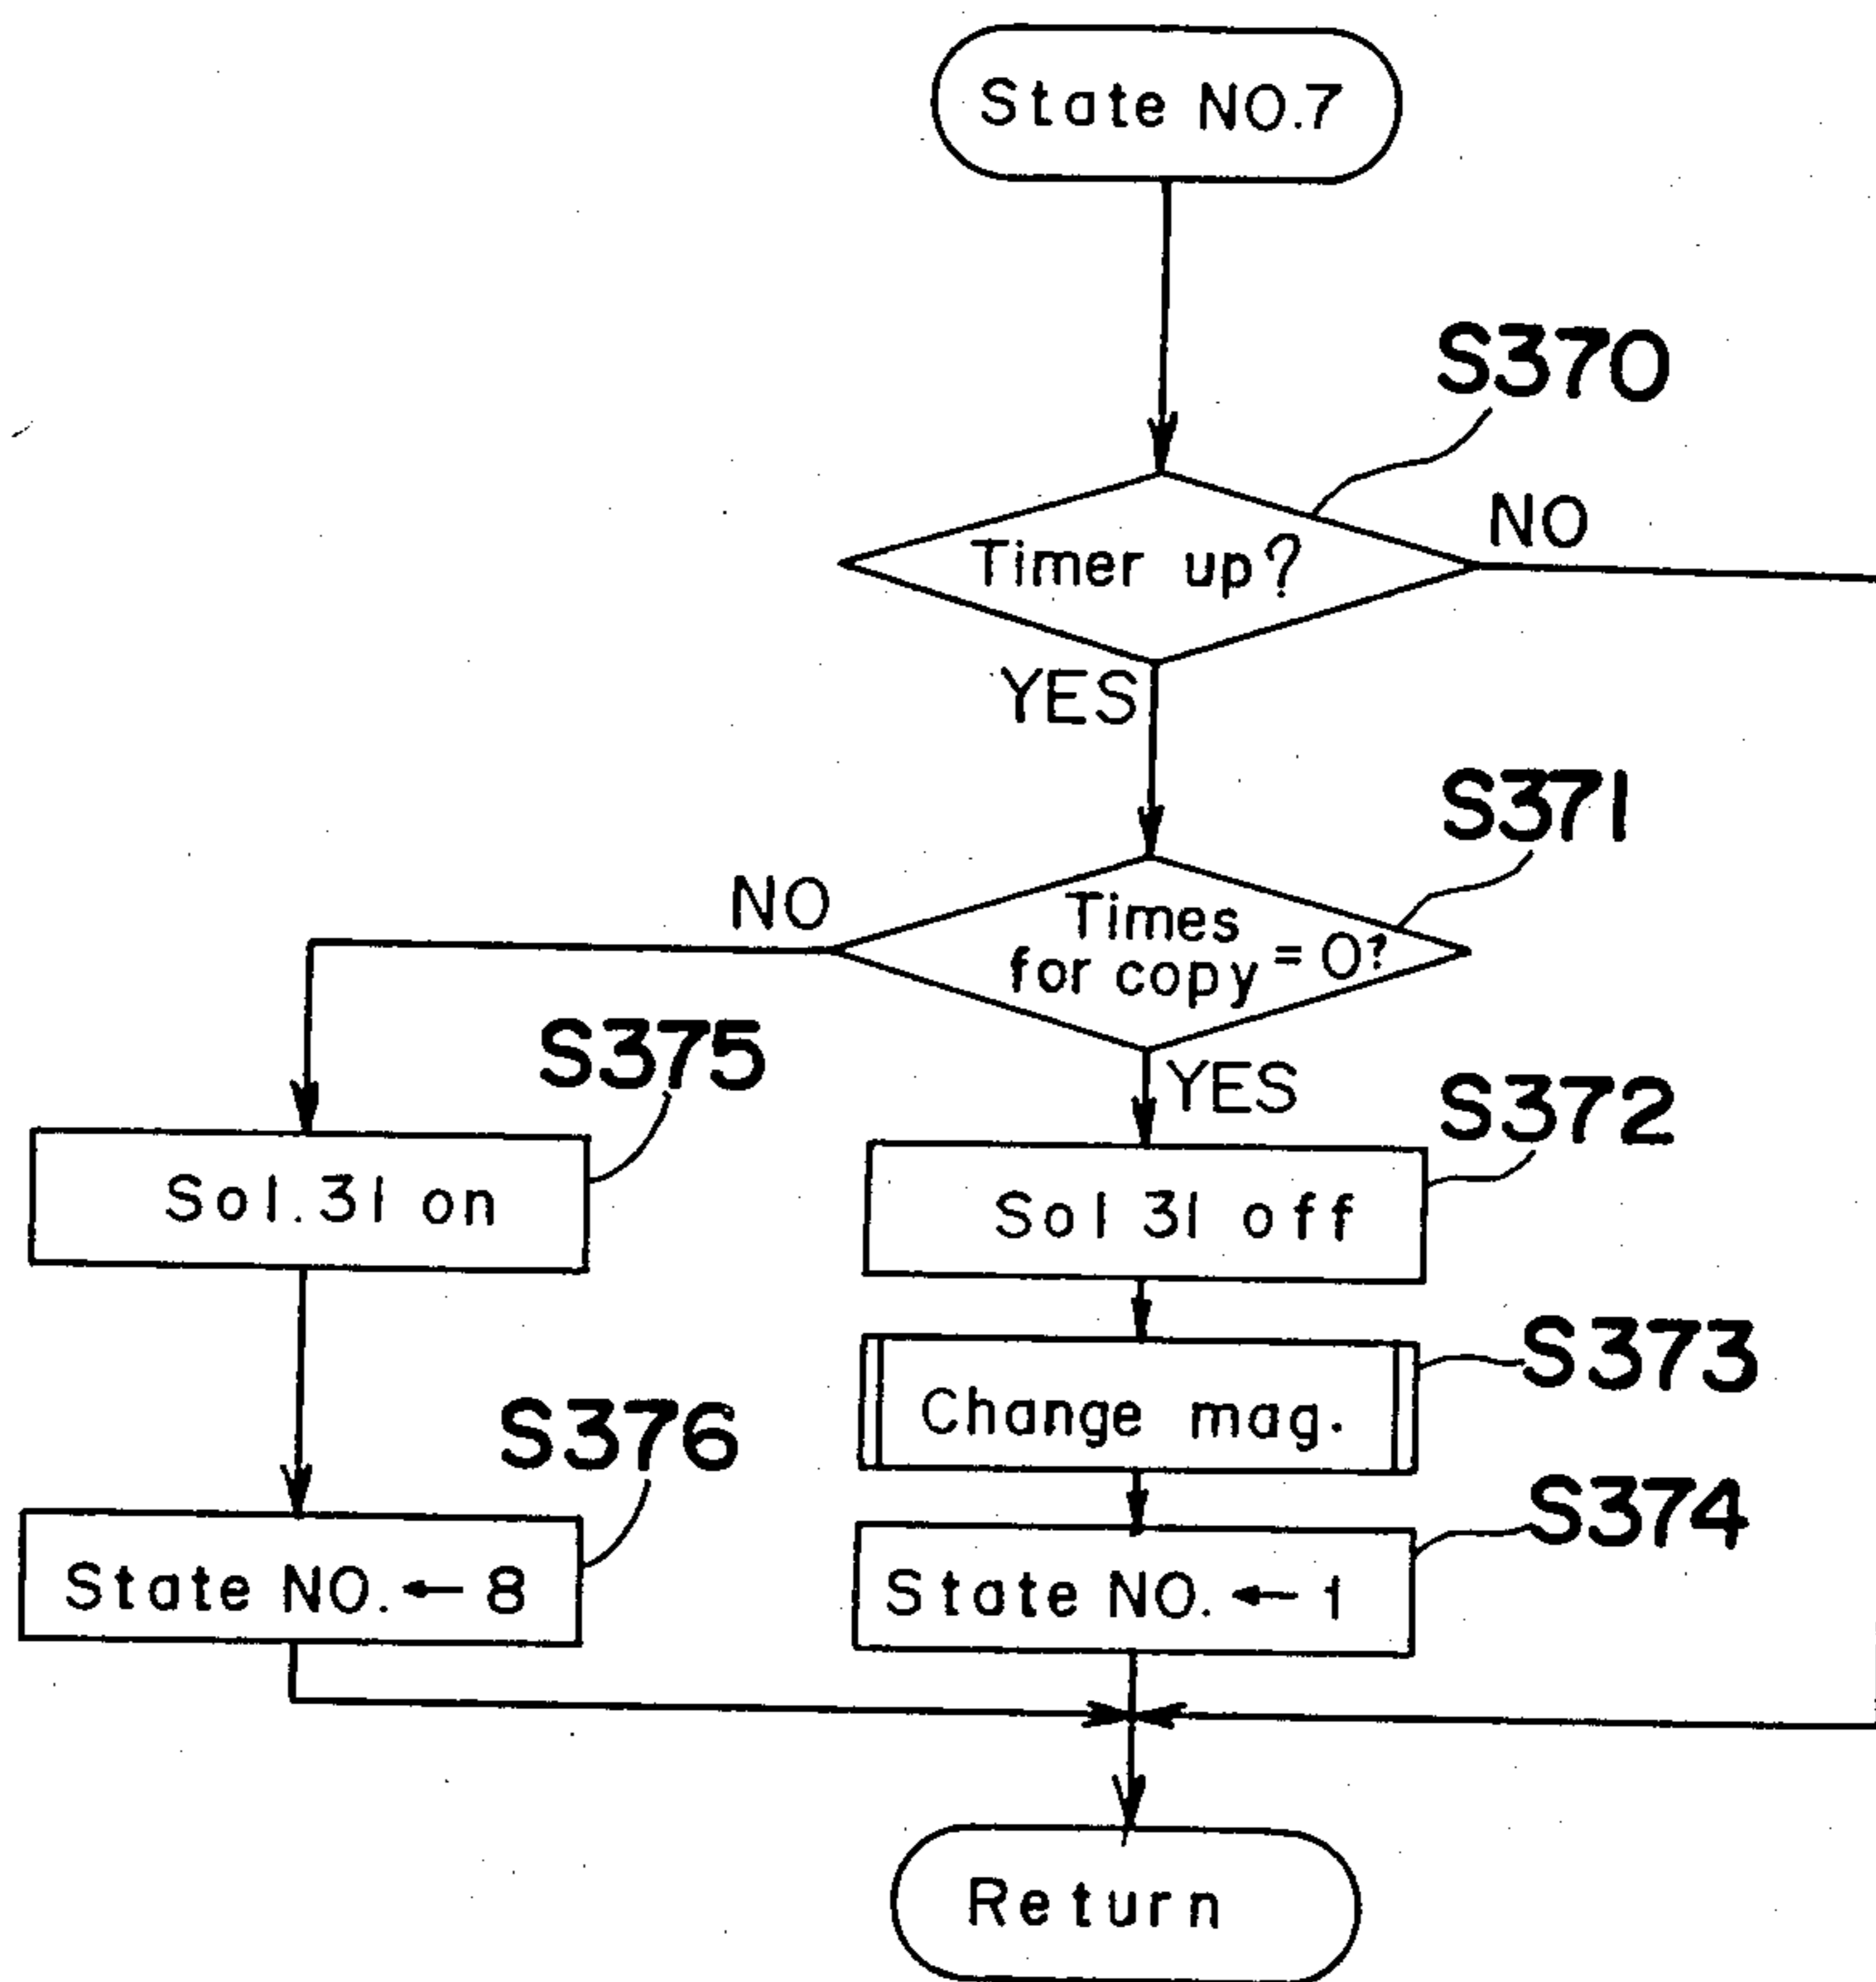 State NO.7
S370
Timer up?
NO
YES
S371
Times
for copy = 0?
NO
YES
S375
S372
Sol.31 on
Sol 31 off
S373
Change mag.
S376
S374
State NO. ← 8
State NO. ← 1
Return